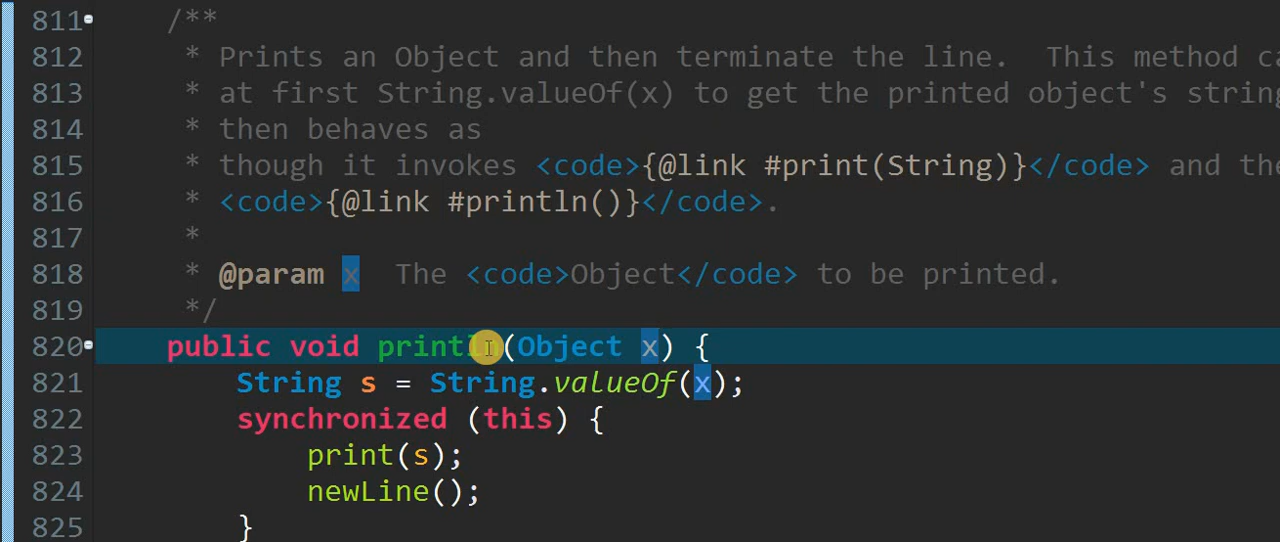 811 /**
812 * Prints an Object and then terminate the line. This method
813 * at first String.valueOf(x) to get the printed object's
814 * then behaves as
815 * though it invokes <code>{@link #print(String)}</code> and
816 * <code>{@link #println()}</code>.
817 *
818 * @param x The <code>Object</code> to be printed.
819 */
820 public void println(Object x) {
821 String s = String.valueOf(x);
822 synchronized (this) {
823 print(s);
824 newLine();
825 }